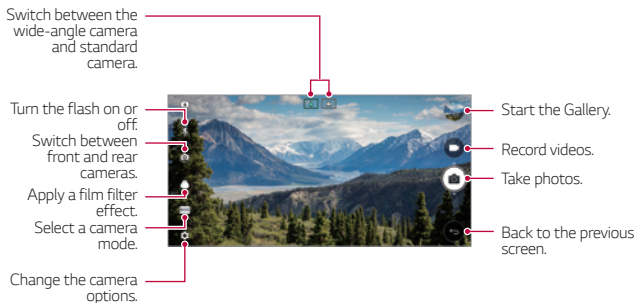 Switch between the
wide-angle camera
and standard
camera.
Turn the flash on or
off.
Switch between
front and rear
cameras.
Apply a film filter
effect.
Select a camera
mode.
Change the camera
options.
Start the Gallery.
Record videos.
Take photos.
Back to the previous
screen.